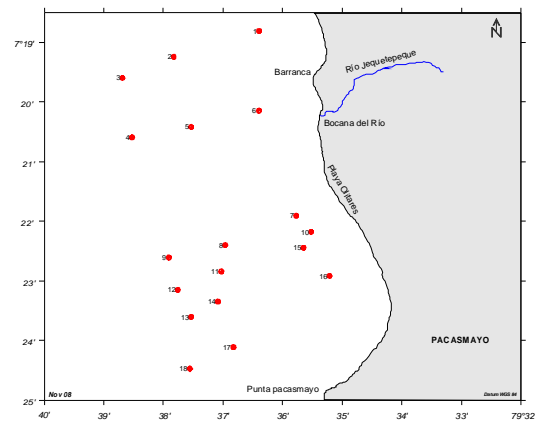 N
1
7°19'
2
Río Jequetepeque
Barranca
3
20'
6
Bocana del Río
5
4
21'
Playa Clitares
7
22'
10
8
15
9
11
16
23'
12
14
13
24'
17
PACASMAYO
18
Punta pacasmayo
Nov 08
Datum WGS 84
25'
40' 39' 38' 37' 36' 35' 34' 33' 79°32